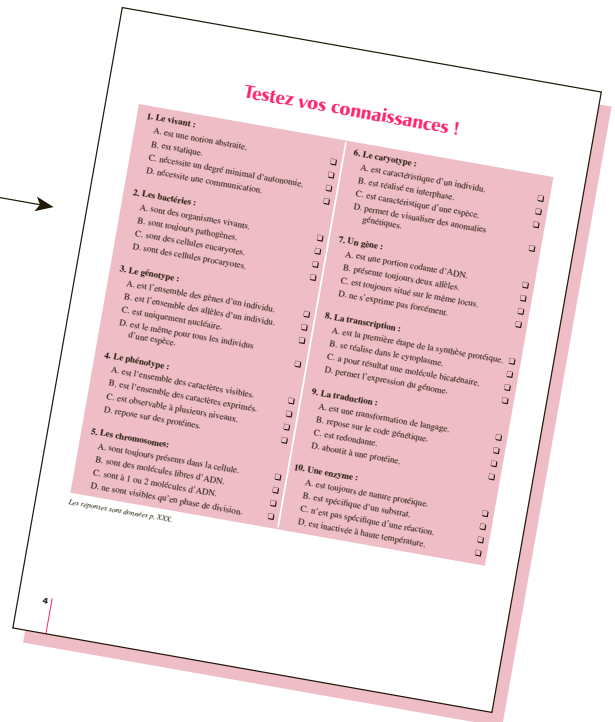 Testez vos connaissances !
1. Le vivant :
A. est une notion abstraite. ❏
B. est statique. ❏
C. nécessite un degré minimal d'autonomie. ❏
D. nécessite une communication. ❏
2. Les bactéries :
A. sont des organismes vivants. ❏
B. sont toujours pathogènes. ❏
C. sont des cellules eucaryotes. ❏
D. sont des cellules procaryotes. ❏
3. Le génotype :
A. est l'ensemble des gènes d'un individu. ❏
B. est l'ensemble des allèles d'un individu. ❏
C. est uniquement nucléaire. ❏
D. est le même pour tous les individus
d'une espèce. ❏
4. Le phénotype :
A. est l'ensemble des caractères visibles. ❏
B. est l'ensemble des caractères exprimés. ❏
C. est observable à plusieurs niveaux. ❏
D. repose sur des protéines. ❏
5. Les chromosomes:
A. sont toujours présents dans la cellule. ❏
B. sont des molécules libres d'ADN. ❏
C. sont à 1 ou 2 molécules d'ADN. ❏
D. ne sont visibles qu'en phase de division. ❏
6. Le caryotype :
A. est caractéristique d'un individu. ❏
B. est réalisé en interphase. ❏
C. est caractéristique d'une espèce. ❏
D. permet de visualiser des anomalies
génétiques. ❏
7. Un gène :
A. est une portion codante d'ADN. ❏
B. présente toujours deux allèles. ❏
C. est toujours situé sur le même locus. ❏
D. ne s'exprime pas forcément. ❏
8. La transcription :
A. est la première étape de la synthèse protéique. ❏
B. se réalise dans le cytoplasme. ❏
C. a pour résultat une molécule bicaténaire. ❏
D. permet l'expression du génome. ❏
9. La traduction :
A. est une transformation de langage. ❏
B. repose sur le code génétique. ❏
C. est redondante. ❏
D. aboutit à une protéine. ❏
10. Une enzyme :
A. est toujours de nature protéique. ❏
B. est spécifique d'un substrat. ❏
C. n'est pas spécifique d'une réaction. ❏
D. est inactivée à haute température. ❏
Les réponses sont données p. XXX.
4